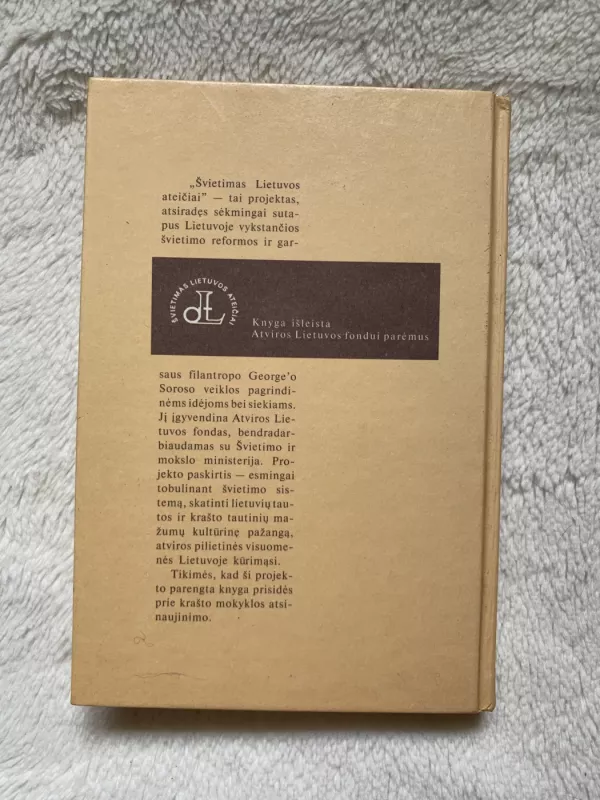 „Švietimas Lietuvos
ateičiai” — tai projektas,
atsiradęs sėkmingai suta-
pus Lietuvoje vykstančios
švietimo reformos ir gar-
ŠVIETIMAS LIETUVOS ATEIČIAI
dL
Knyga išleista
Atviros Lietuvos fondui parėmus
saus filantropo George’o
Soroso veiklos pagrindi-
nėms idėjoms bei siekiams.
Jį įgyvendina Atviros Lie-
tuvos fondas, bendradar-
biaudamas su Švietimo ir
mokslo ministerija. Pro-
jekto paskirtis — esmingai
tobulinant švietimo sis-
temą, skatinti lietuvių tau-
tos ir krašto tautinių ma-
žumų kultūrinę pažangą,
atviros pilietinės visuome-
nės Lietuvoje kūrimąsi.
Tikimės, kad ši projek-
to parengta knyga prisidės
prie krašto mokyklos atsi-
naujinimo.